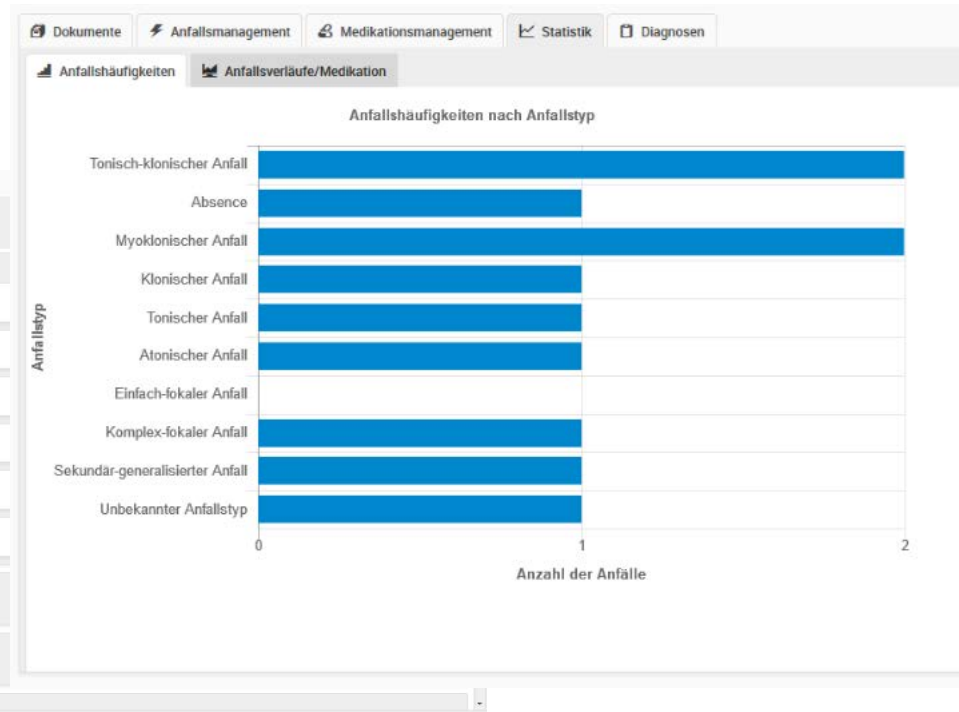 Dokumente
Anfallsmanagement
Medikationsmanagement
Statistik
Diagnosen
Anfallshäufigkeiten
Anfallsverläufe/Medikation
Anfallshäufigkeiten nach Anfallstyp
Anfallstyp
Tonisch-klonischer Anfall
Absence
Myoklonischer Anfall
Klonischer Anfall
Tonischer Anfall
Atonischer Anfall
Einfach-fokaler Anfall
Komplex-fokaler Anfall
Sekundär-generalisierter Anfall
Unbekannter Anfallstyp
0 1 2
Anzahl der Anfälle